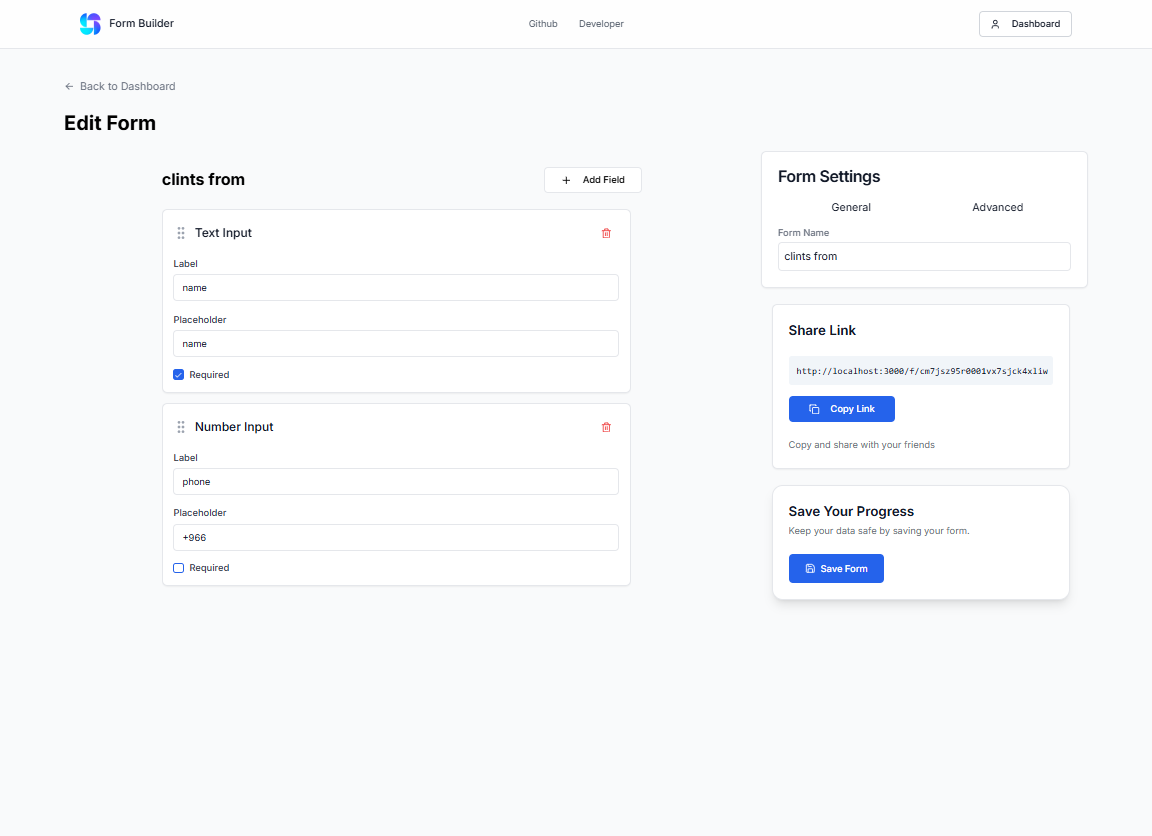 Form Builder
Github
Developer
Dashboard
Back to Dashboard
Edit Form
clints from
Add Field
Text Input
Label
name
Placeholder
name
Required
Number Input
Label
phone
Placeholder
+966
Required
Form Settings
General
Advanced
Form Name
clints from
Share Link
http://localhost:3000/f/cm7jsz95r0001vx7sjck4xliw
Copy Link
Copy and share with your friends
Save Your Progress
Keep your data safe by saving your form.
Save Form